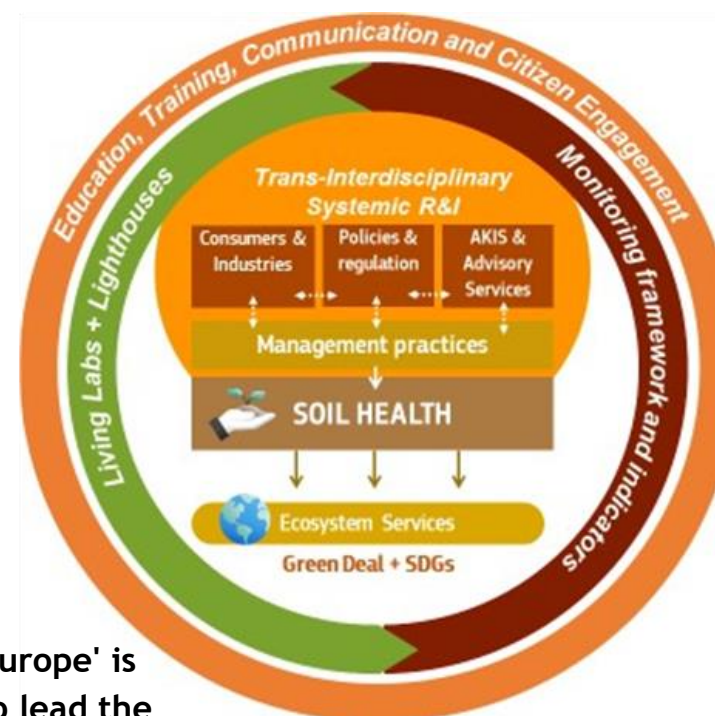 Education, Training, Communication and Citizen Engagement
Living Labs + Lighthouses
Monitoring framework and indicators
Trans-Interdisciplinary
Systemic R&I
Consumers &
Industries
Policies &
regulation
AKIS &
Advisory
Services
Management practices
SOIL HEALTH
Ecosystem Services
Green Deal + SDGs
urope' is
o lead the